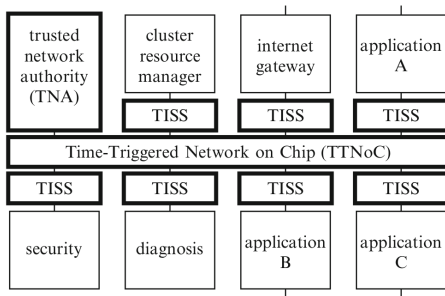 trusted
network
authority
(TNA)
cluster
resource
manager
internet
gateway
application
A
TISS
TISS
TISS
Time-Triggered Network on Chip (TTNoC)
TISS
TISS
TISS
TISS
security
diagnosis
application
B
application
C